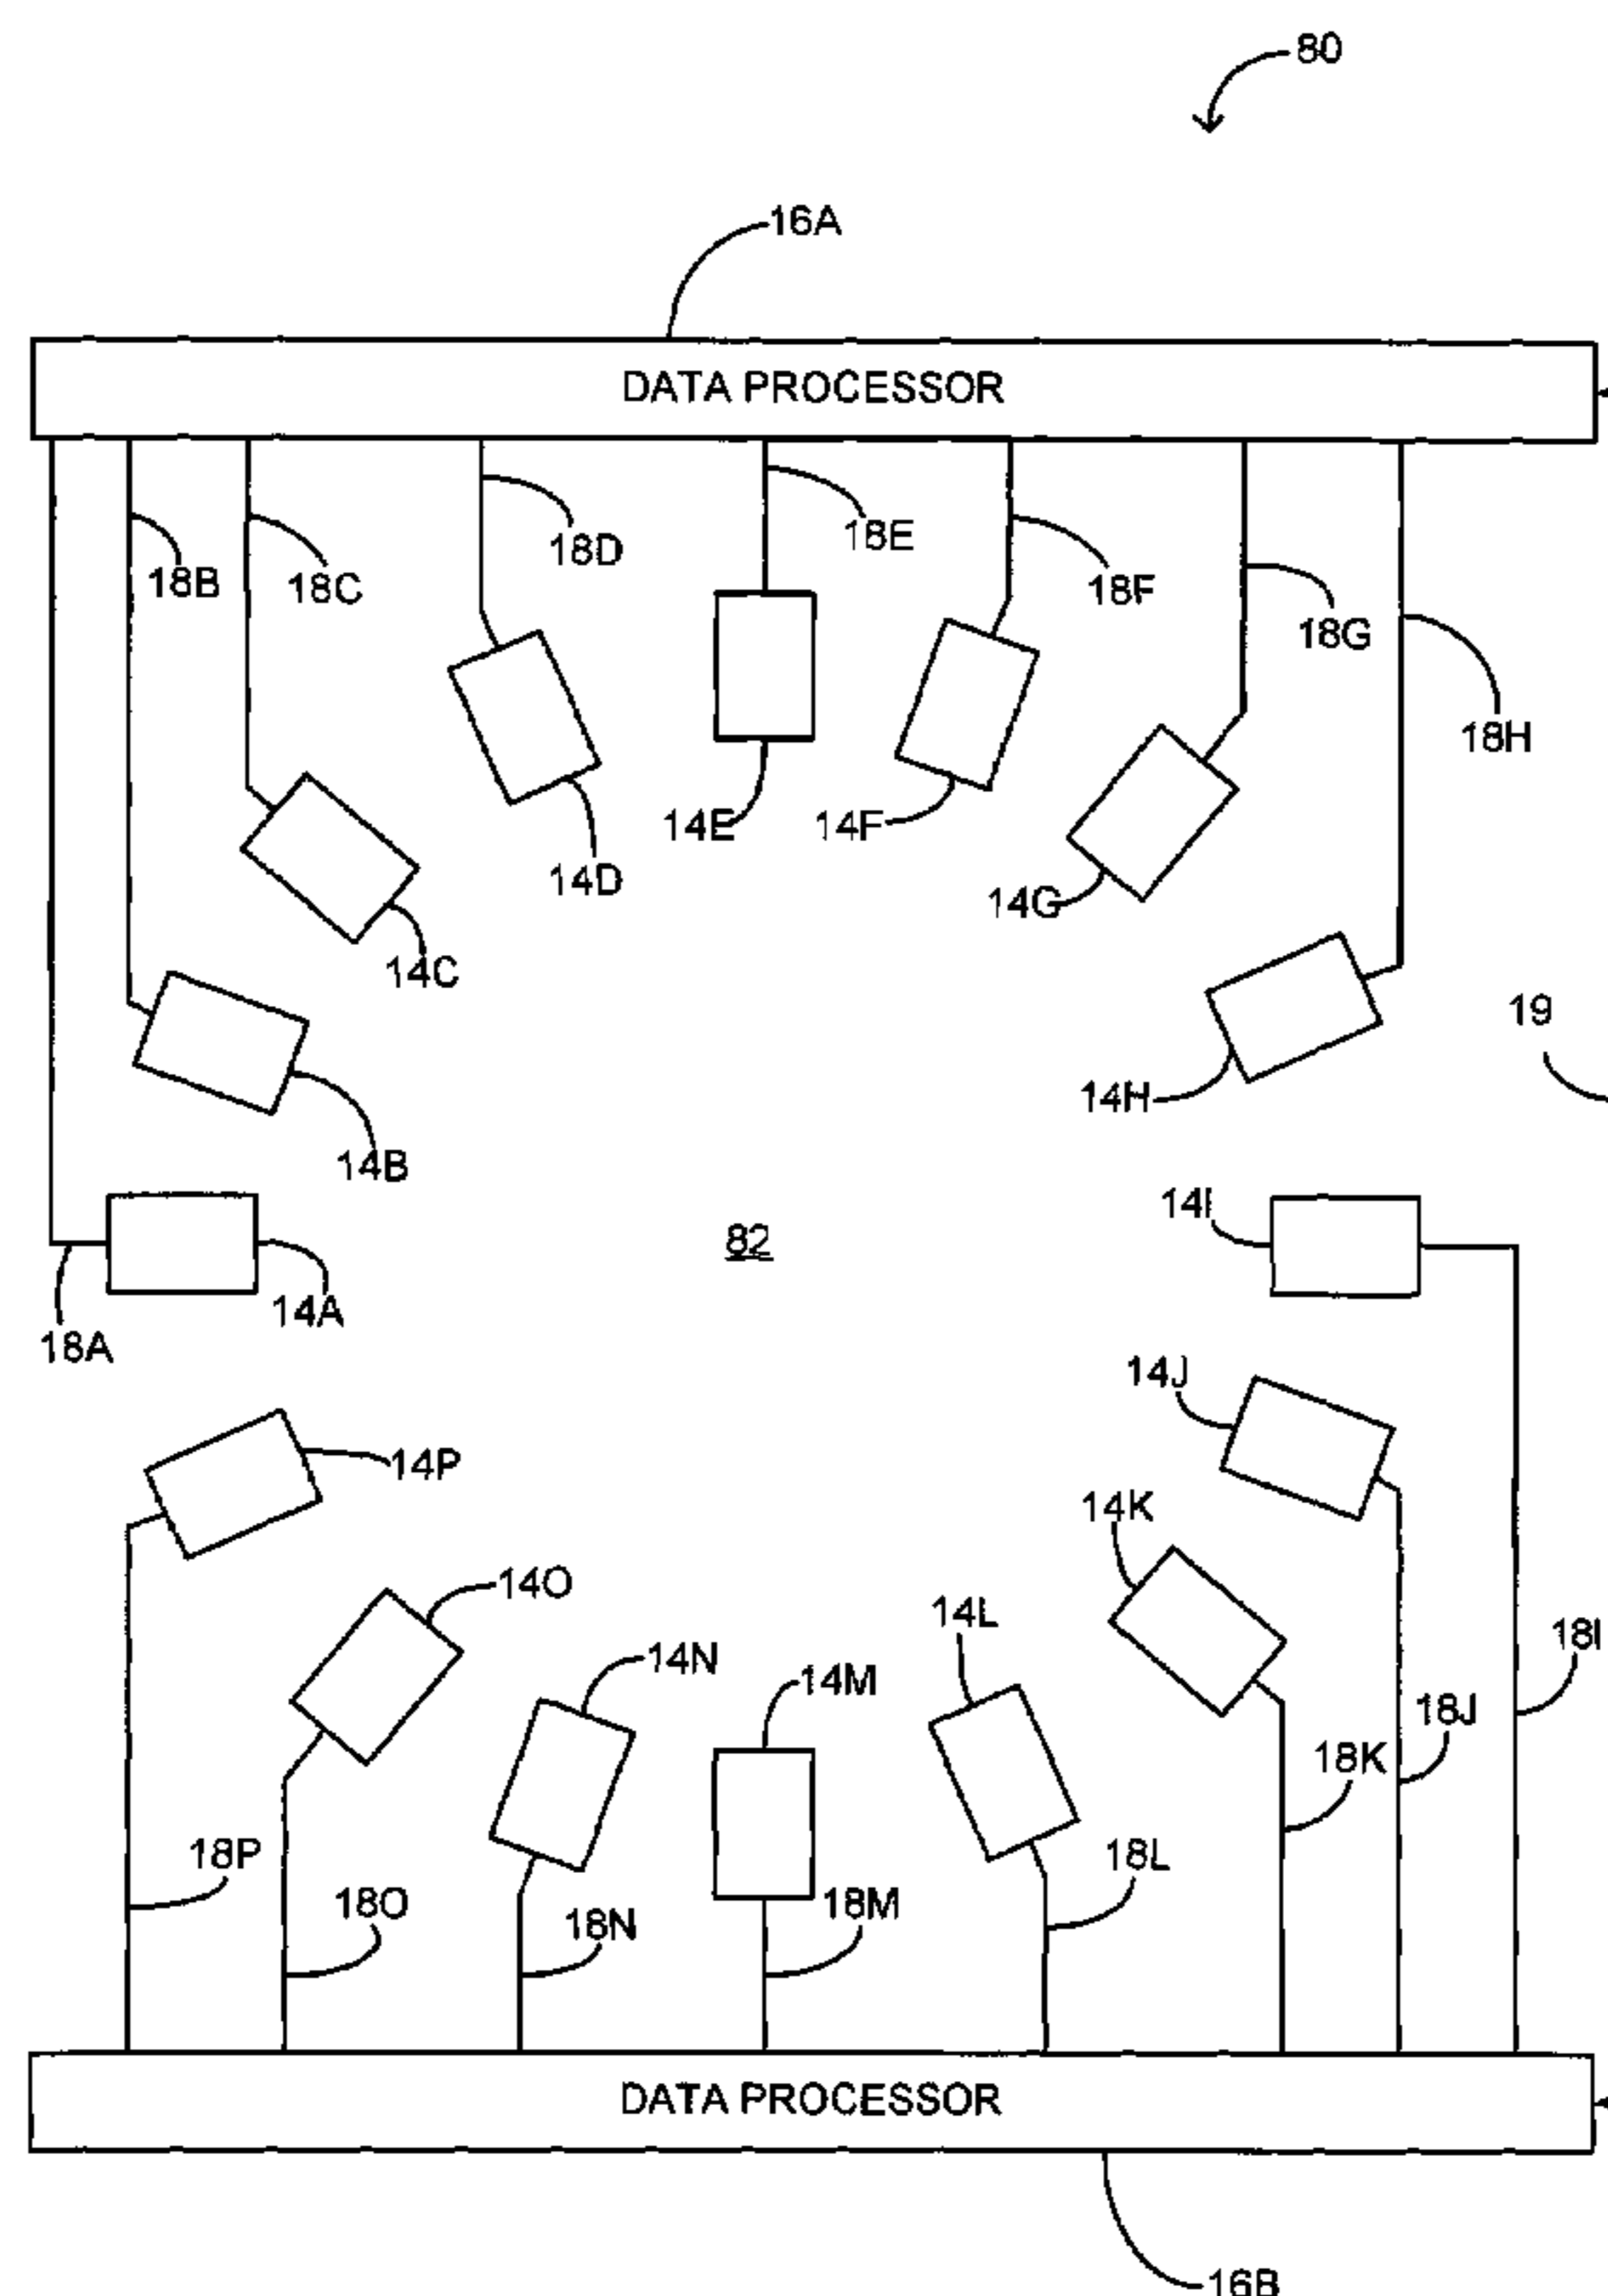 80
16A
DATA PROCESSOR
18B
18C
18D
18E
18F
18G
18H
14E
14F
14D
14G
14C
14H
19
14B
14I
82
14A
18A
14J
14P
14K
14O
14L
14N
14M
18I
18J
18K
18P
18L
18O
18N
18M
DATA PROCESSOR
16B